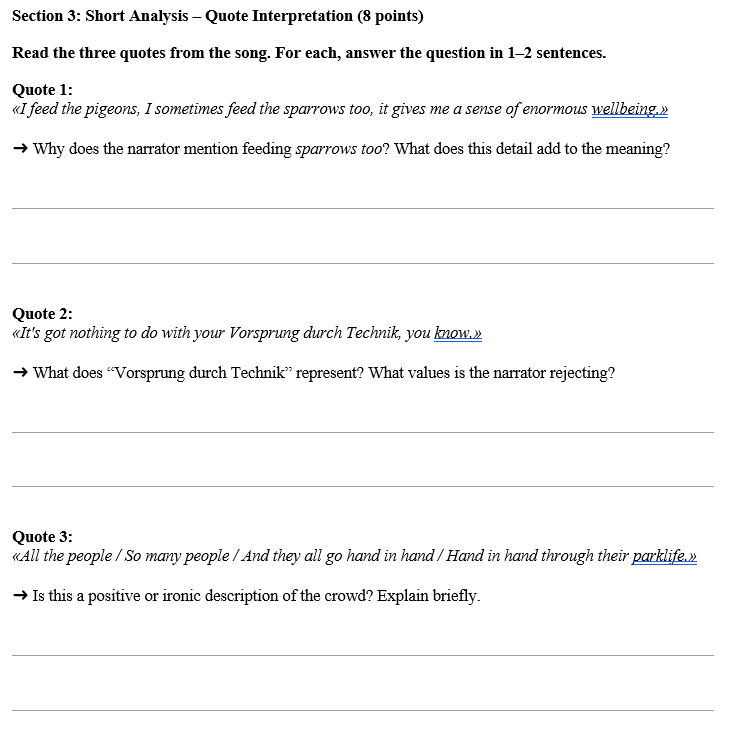 Section 3: Short Analysis – Quote Interpretation (8 points)
Read the three quotes from the song. For each, answer the question in 1–2 sentences.
Quote 1:
«I feed the pigeons, I sometimes feed the sparrows too, it gives me a sense of enormous wellbeing.»
➔ Why does the narrator mention feeding sparrows too? What does this detail add to the meaning?
Quote 2:
«It's got nothing to do with your Vorsprung durch Technik, you know.»
➔ What does “Vorsprung durch Technik” represent? What values is the narrator rejecting?
Quote 3:
«All the people / So many people / And they all go hand in hand / Hand in hand through their parklife.»
➔ Is this a positive or ironic description of the crowd? Explain briefly.